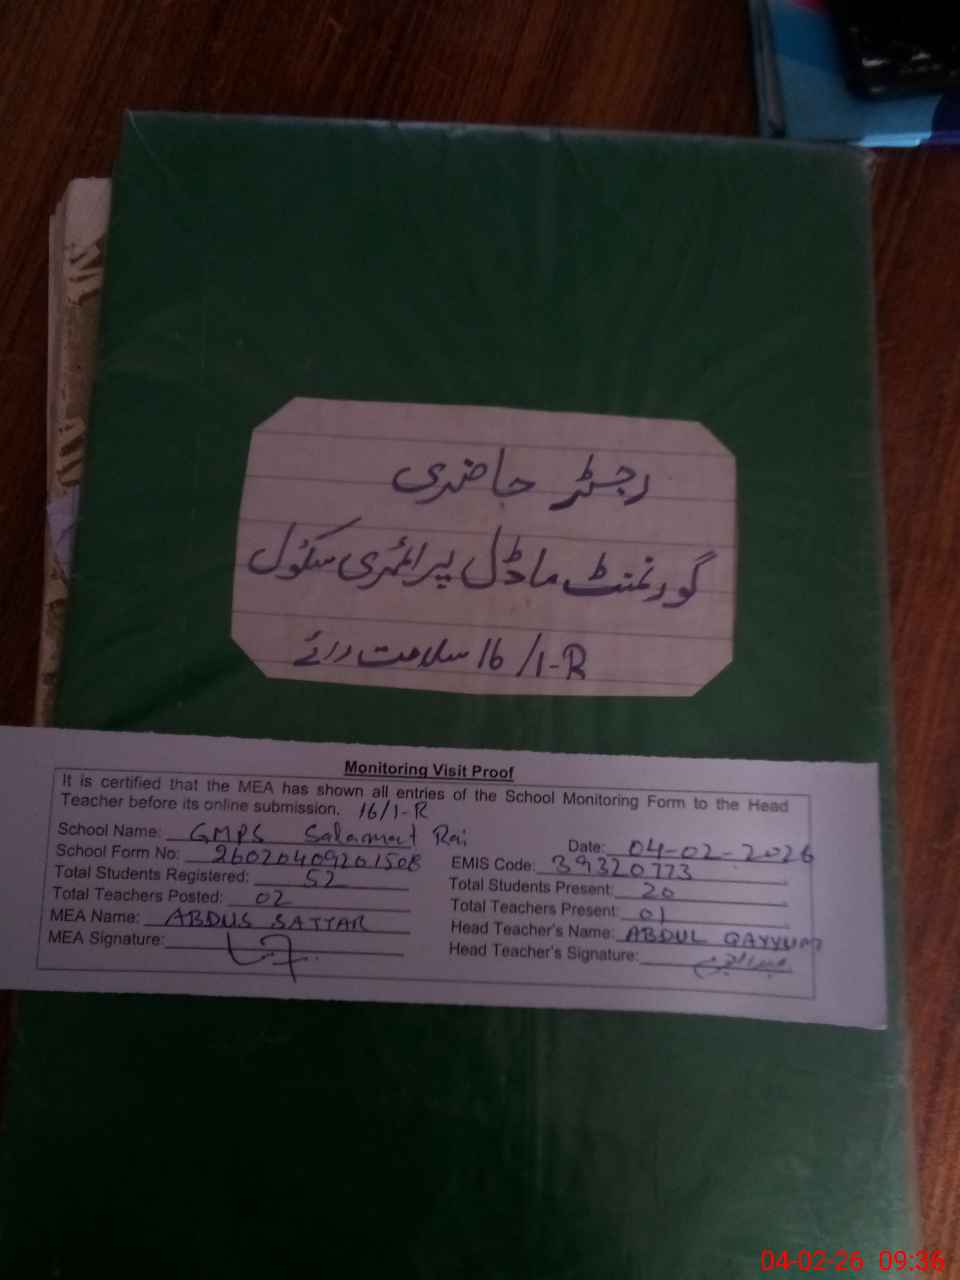 رجسٹر حاضری
گورنمنٹ ماڈل پرائمری سکول
16/1-R سلامت رائے
Monitoring Visit Proof
It is certified that the MEA has shown all entries of the School Monitoring Form to the Head
Teacher before its online submission. 16/1-R
School Name: GMPS Salamat Rai Date: 04-02-2026
School Form No: 26020409201508 EMIS Code: 39320773
Total Students Registered: 52 Total Students Present: 20
Total Teachers Posted: 02 Total Teachers Present: 01
MEA Name: ABDUS SATTAR Head Teacher's Name: ABDUL QAYYUM
MEA Signature: Head Teacher's Signature:
04-02-26 09:36